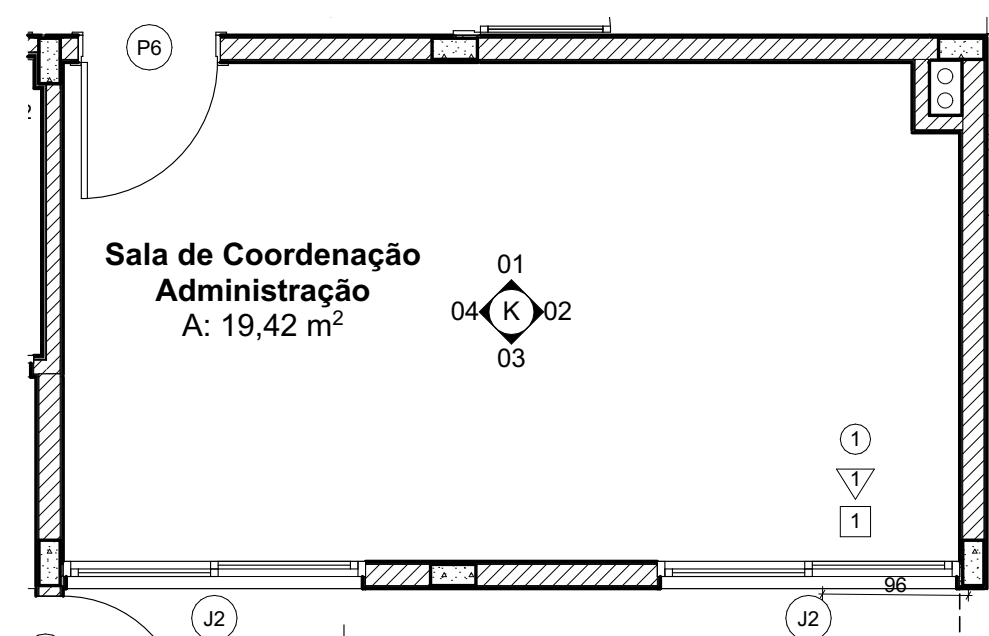 P6
Sala de Coordenação
Administração
A: 19,42 m²
01
04 K 02
03
1
1
1
96
J2 J2